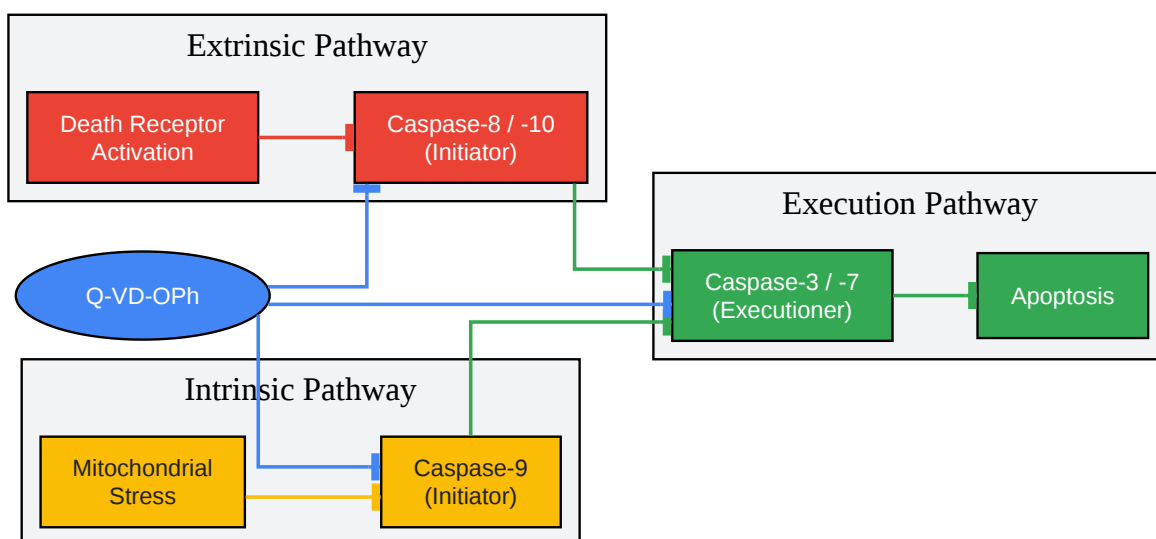 Extrinsic Pathway
Death Receptor
Activation
Caspase-8 / -10
(Initiator)
Execution Pathway
Caspase-3 / -7
(Executioner)
Apoptosis
Q-VD-OPh
Intrinsic Pathway
Mitochondrial
Stress
Caspase-9
(Initiator)